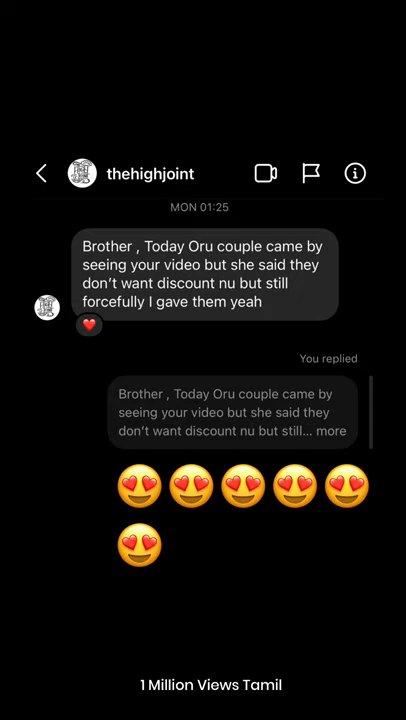 thehighjoint
MON 01:25
Brother , Today Oru couple came by
seeing your video but she said they
don't want discount nu but still
forcefully I gave them yeah
You replied
Brother , Today Oru couple came by
seeing your video but she said they
don't want discount nu but still... more
1 Million Views Tamil